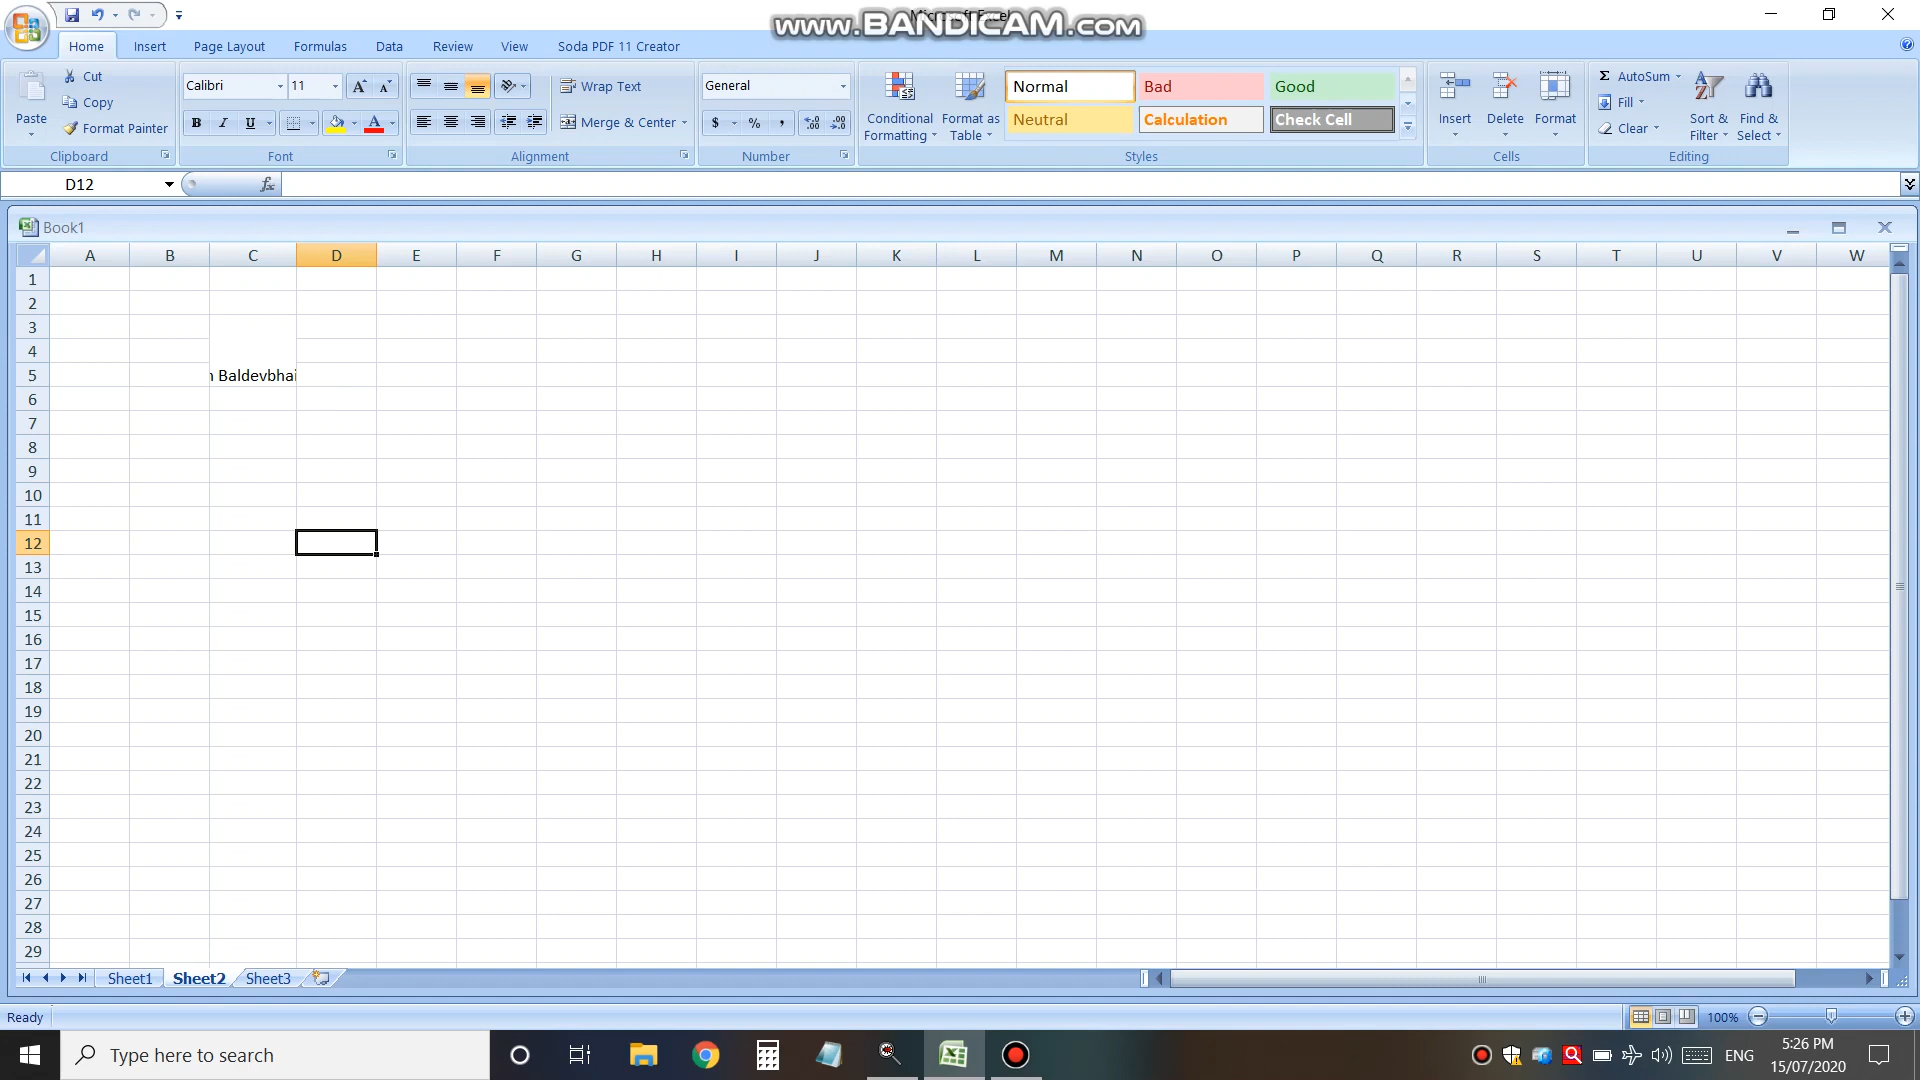 www.BANDICAM.com
Microsoft Excel
Home Insert Page Layout Formulas Data Review View Soda PDF 11 Creator
Paste
Cut
Copy
Format Painter
Clipboard
Calibri 11
B I U A
Font
Wrap Text
Merge & Center
Alignment
General
$ % ,
Number
Conditional Formatting
Format as Table
Normal Bad Good
Neutral Calculation Check Cell
Styles
Insert Delete Format
Cells
Σ AutoSum
Fill
Clear
Sort & Filter
Find & Select
Editing
D12 fx
Book1
A B C D E F G H I J K L M N O P Q R S T U V W
1
2
3
4
5 Baldevbhai
6
7
8
9
10
11
12
13
14
15
16
17
18
19
20
21
22
23
24
25
26
27
28
29
Sheet1 Sheet2 Sheet3
Ready 100%
Type here to search
ENG
5:26 PM
15/07/2020